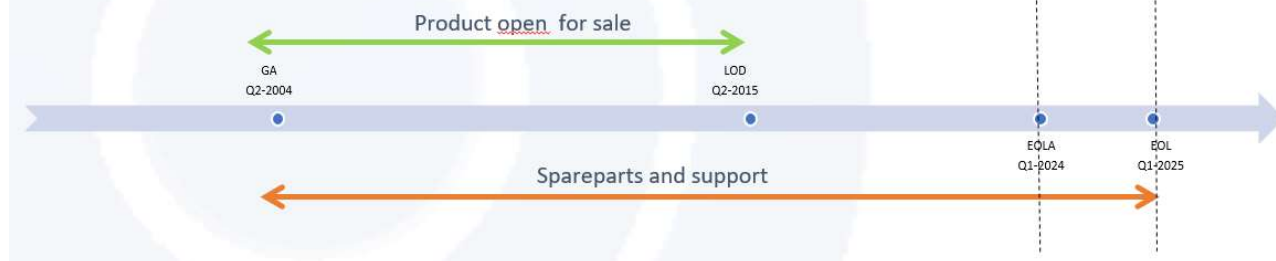 Product open for sale
GA
Q2-2004
LOD
Q2-2015
EOLA
Q1-2024
EOL
Q1-2025
Spareparts and support